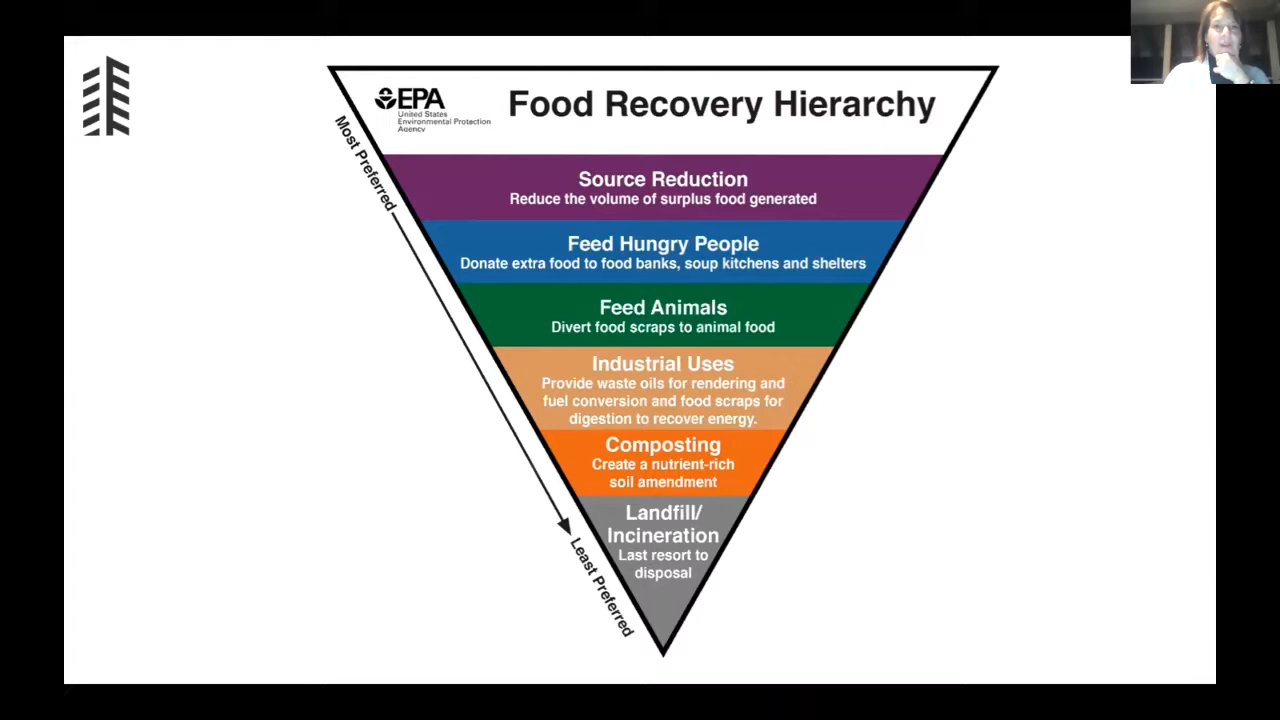 EPA
United States
Environmental Protection
Agency
Food Recovery Hierarchy
Most Preferred
Source Reduction
Reduce the volume of surplus food generated
Feed Hungry People
Donate extra food to food banks, soup kitchens and shelters
Feed Animals
Divert food scraps to animal food
Industrial Uses
Provide waste oils for rendering and
fuel conversion and food scraps for
digestion to recover energy.
Composting
Create a nutrient-rich
soil amendment
Landfill/
Incineration
Last resort to
disposal
Least Preferred